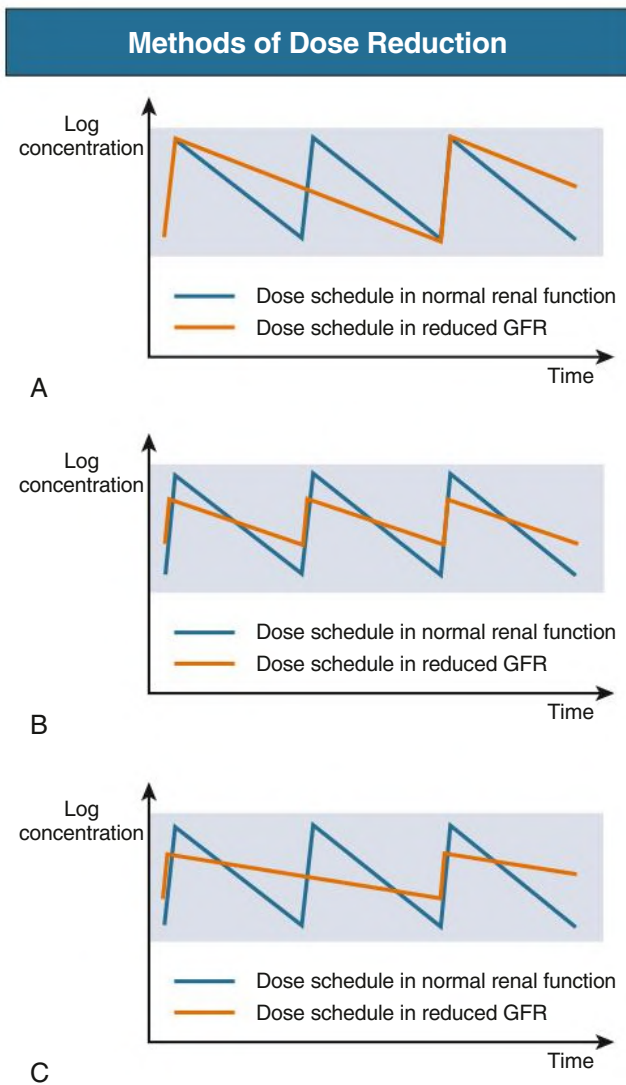 Methods of Dose Reduction
Log
concentration
Dose schedule in normal renal function
Dose schedule in reduced GFR
Time
A
Log
concentration
Dose schedule in normal renal function
Dose schedule in reduced GFR
Time
B
Log
concentration
Dose schedule in normal renal function
Dose schedule in reduced GFR
Time
C